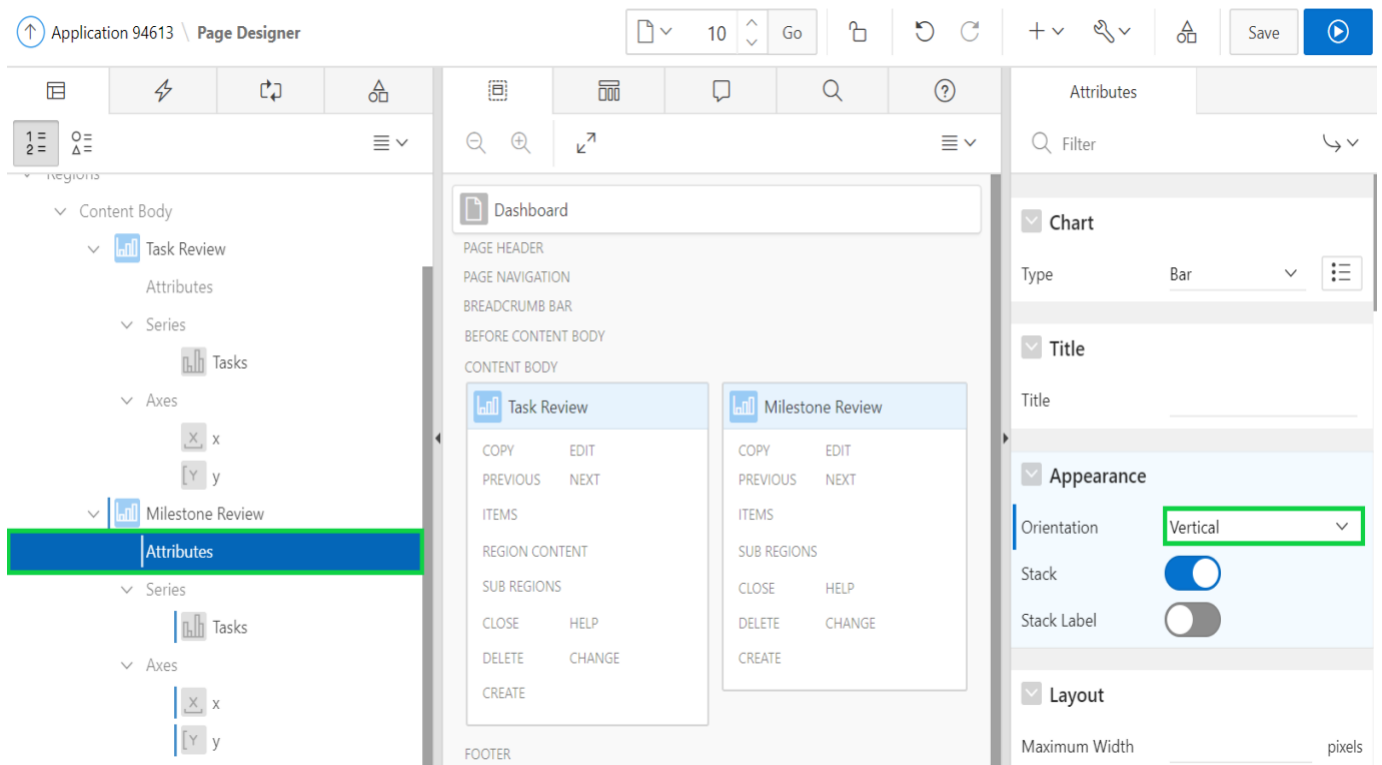 Application 94613 \ Page Designer
10
Go
Save
Attributes
Filter
Regions
Content Body
Task Review
Attributes
Series
Tasks
Axes
x
y
Milestone Review
Attributes
Series
Tasks
Axes
x
y
Dashboard
PAGE HEADER
PAGE NAVIGATION
BREADCRUMB BAR
BEFORE CONTENT BODY
CONTENT BODY
Task Review
COPY EDIT
PREVIOUS NEXT
ITEMS
REGION CONTENT
SUB REGIONS
CLOSE HELP
DELETE CHANGE
CREATE
Milestone Review
COPY EDIT
PREVIOUS NEXT
ITEMS
SUB REGIONS
CLOSE HELP
DELETE CHANGE
CREATE
FOOTER
Chart
Type Bar
Title
Title
Appearance
Orientation Vertical
Stack
Stack Label
Layout
Maximum Width pixels